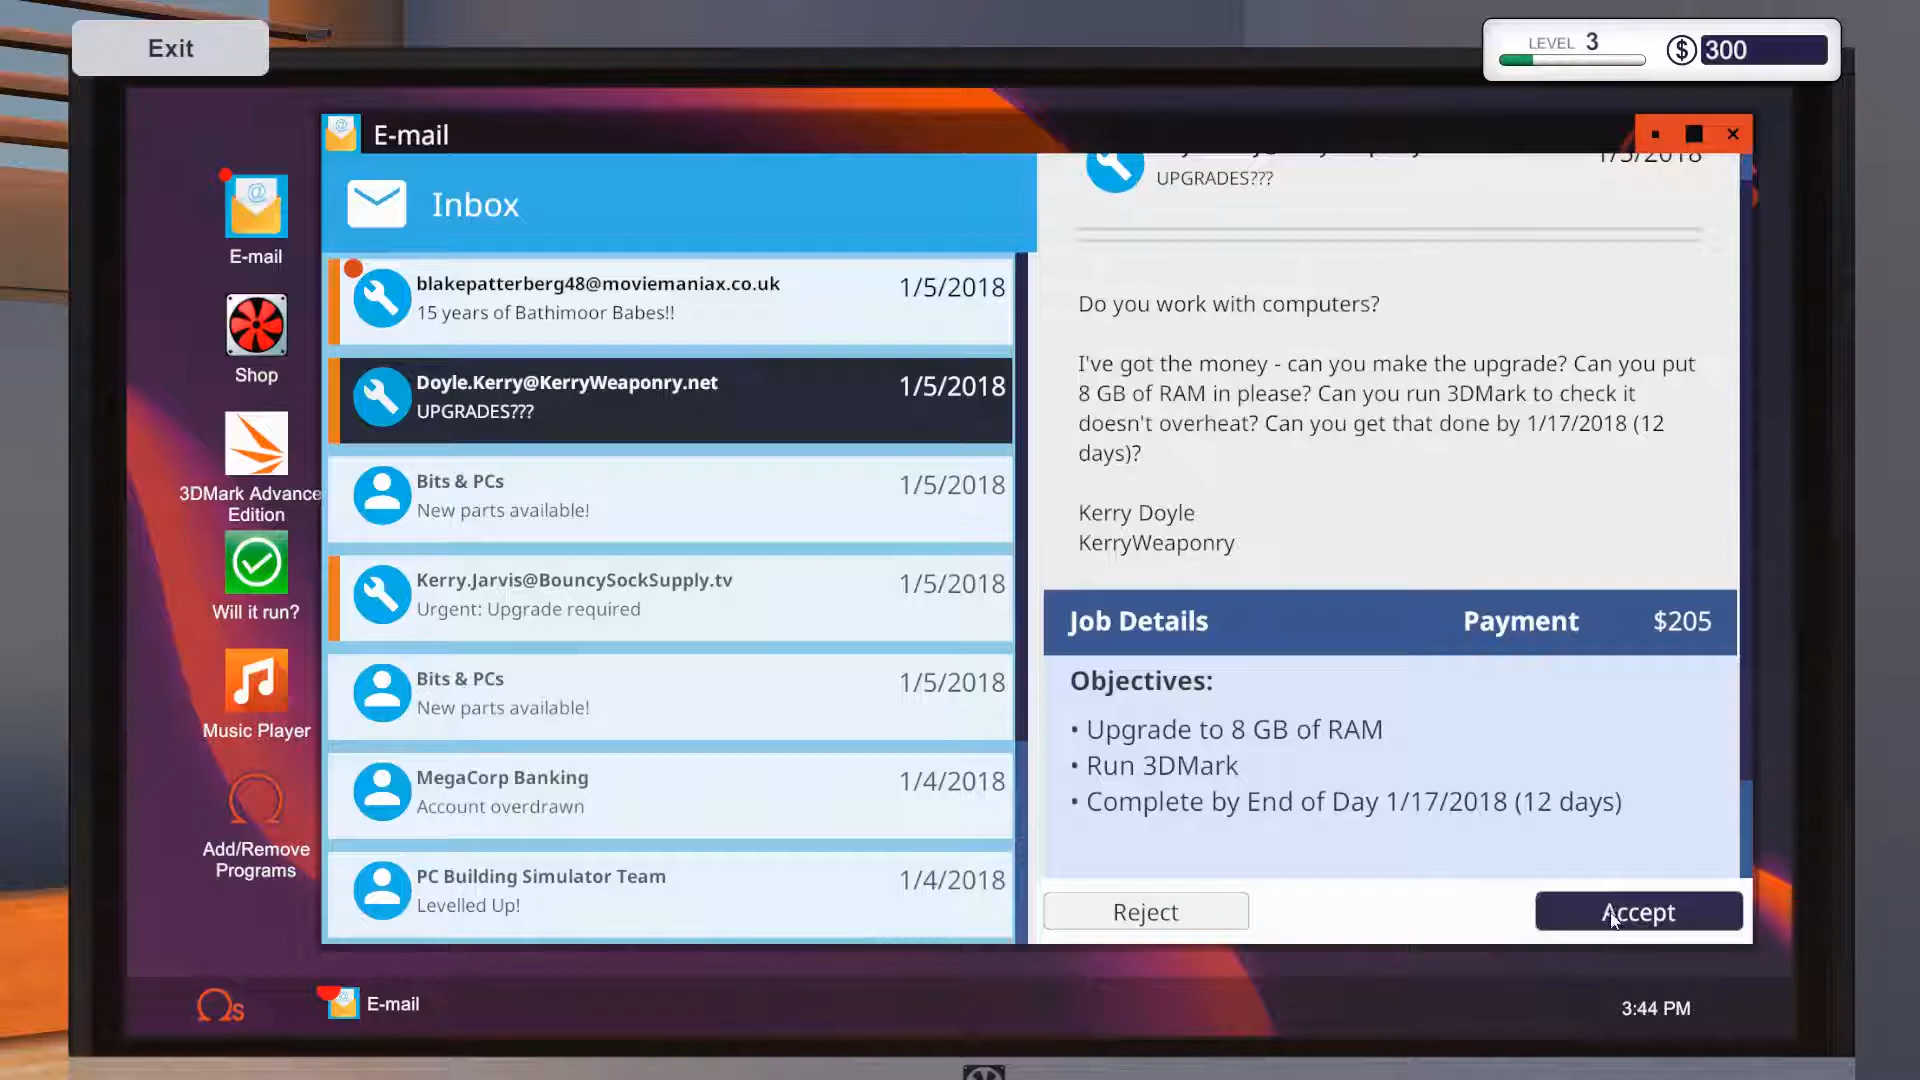 Exit
LEVEL 3
$ 300
E-mail
Inbox
1/5/2018
UPGRADES???
E-mail
Shop
3DMark Advance
Edition
Will it run?
Music Player
Add/Remove
Programs
blakepatterberg48@moviemaniax.co.uk
1/5/2018
15 years of Bathimoor Babes!!
Doyle.Kerry@KerryWeaponry.net
1/5/2018
UPGRADES???
Bits & PCs
1/5/2018
New parts available!
Kerry.Jarvis@BouncySockSupply.tv
1/5/2018
Urgent: Upgrade required
Bits & PCs
1/5/2018
New parts available!
MegaCorp Banking
1/4/2018
Account overdrawn
PC Building Simulator Team
1/4/2018
Levelled Up!
Do you work with computers?
I've got the money - can you make the upgrade? Can you put
8 GB of RAM in please? Can you run 3DMark to check it
doesn't overheat? Can you get that done by 1/17/2018 (12
days)?
Kerry Doyle
KerryWeaponry
Job Details Payment $205
Objectives:
• Upgrade to 8 GB of RAM
• Run 3DMark
• Complete by End of Day 1/17/2018 (12 days)
Reject
Accept
Ωs
E-mail
3:44 PM